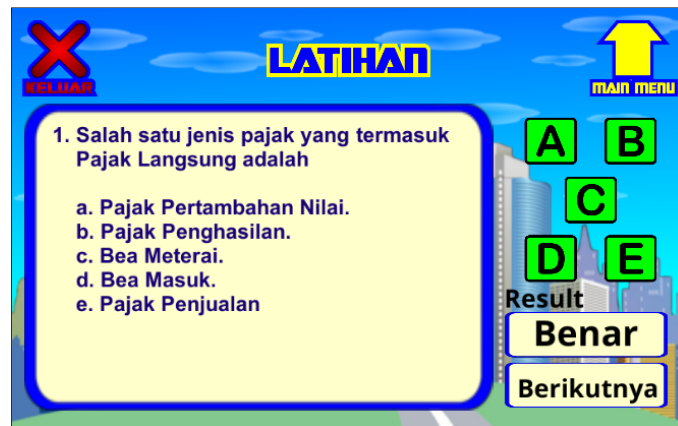 LATIHAN
KELUAR
MAIN MENU
1. Salah satu jenis pajak yang termasuk
Pajak Langsung adalah
a. Pajak Pertambahan Nilai.
b. Pajak Penghasilan.
c. Bea Meterai.
d. Bea Masuk.
e. Pajak Penjualan
A B
C
D E
Result
Benar
Berikutnya